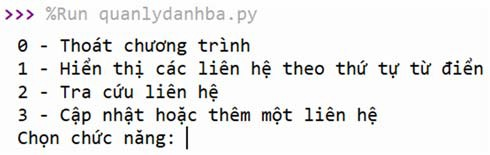 >>> %Run quanlydanhba.py
0 - Thoát chương trình
1 - Hiển thị các liên hệ theo thứ tự từ điển
2 - Tra cứu liên hệ
3 - Cập nhật hoặc thêm một liên hệ
Chọn chức năng: